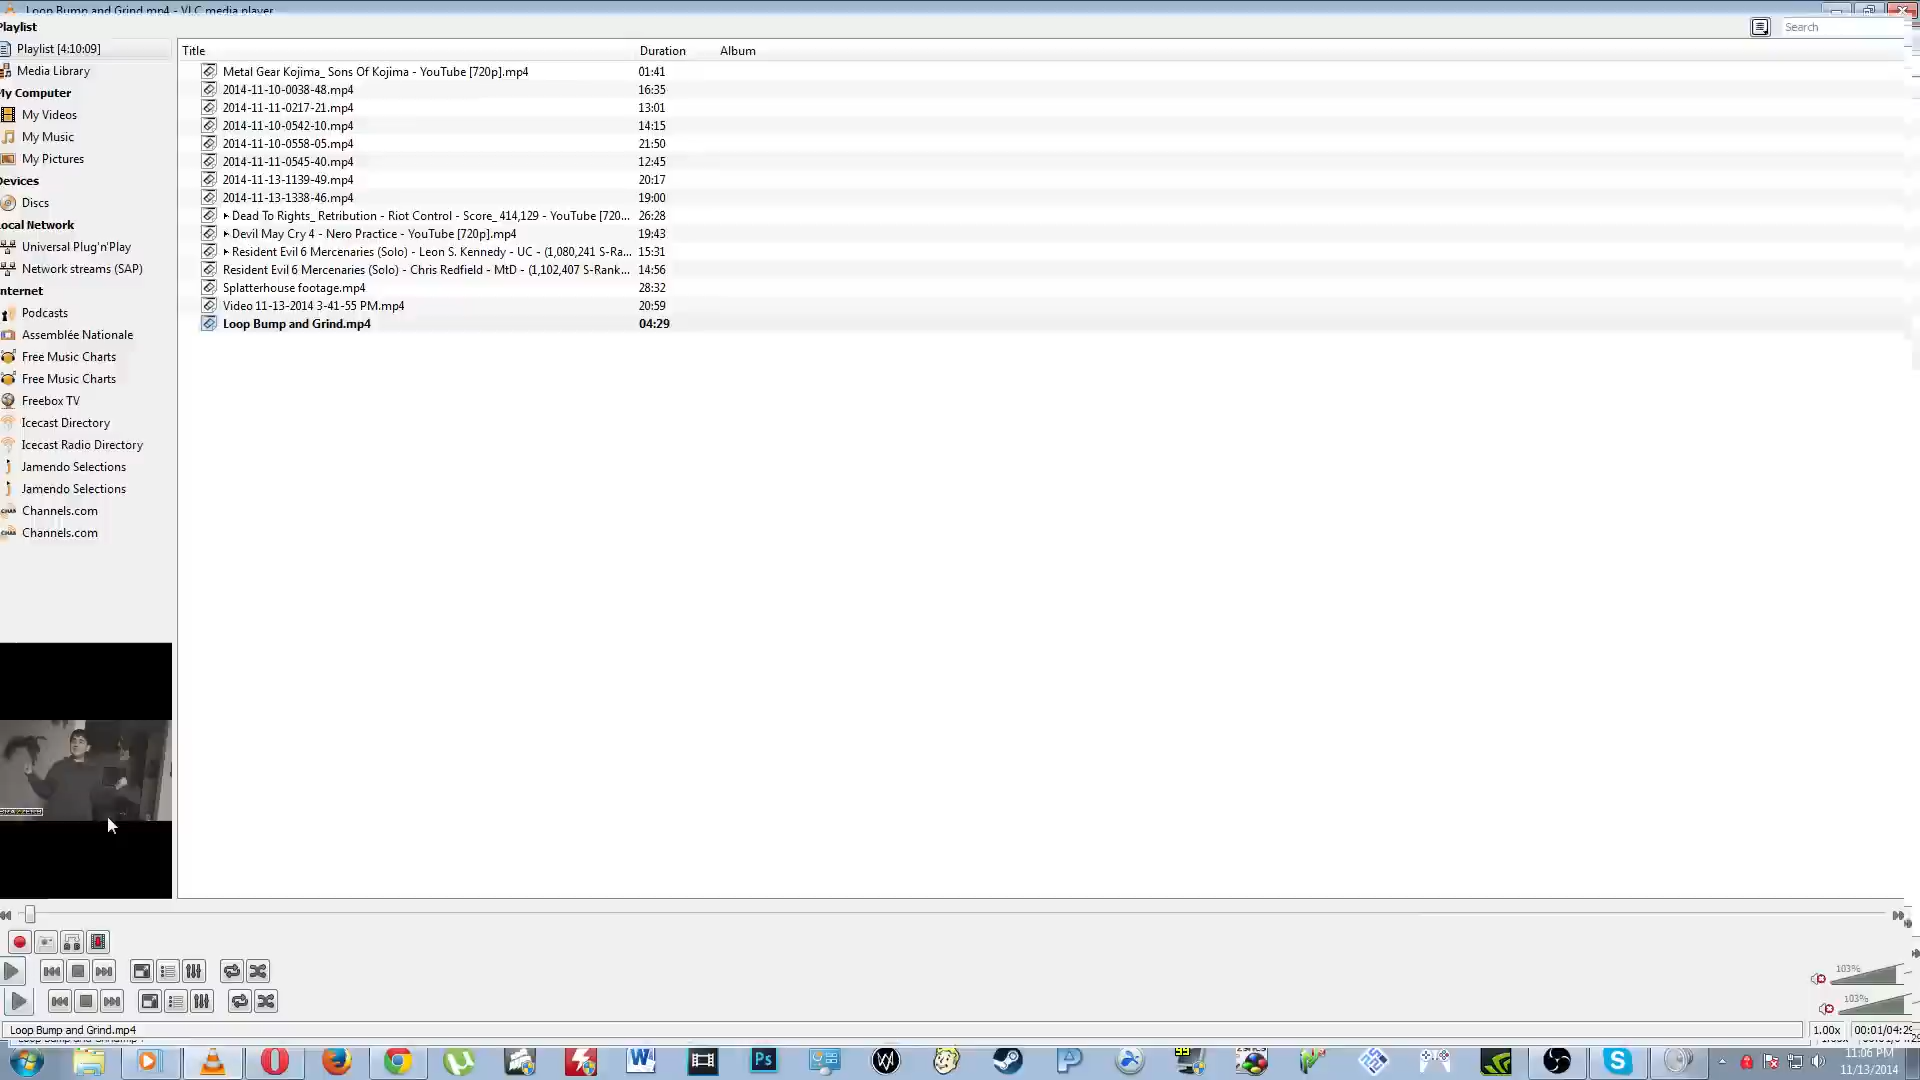 Loop Bump and Grind.mp4 - VLC media player
Playlist
Search
Playlist [4:10:09]
Media Library
My Computer
My Videos
My Music
My Pictures
Devices
Discs
Local Network
Universal Plug'n'Play
Network streams (SAP)
Internet
Podcasts
Assemblée Nationale
Free Music Charts
Free Music Charts
Freebox TV
Icecast Directory
Icecast Radio Directory
Jamendo Selections
Jamendo Selections
Channels.com
Channels.com
Title Duration Album
Metal Gear Kojima_ Sons Of Kojima - YouTube [720p].mp4 01:41
2014-11-10-0038-48.mp4 16:35
2014-11-11-0217-21.mp4 13:01
2014-11-10-0542-10.mp4 14:15
2014-11-10-0558-05.mp4 21:50
2014-11-11-0545-40.mp4 12:45
2014-11-13-1139-49.mp4 20:17
2014-11-13-1338-46.mp4 19:00
Dead To Rights_ Retribution - Riot Control - Score_ 414,129 - YouTube [720... 26:28
Devil May Cry 4 - Nero Practice - YouTube [720p].mp4 19:43
Resident Evil 6 Mercenaries (Solo) - Leon S. Kennedy - UC - (1,080,241 S-Ra... 15:31
Resident Evil 6 Mercenaries (Solo) - Chris Redfield - MtD - (1,102,407 S-Rank... 14:56
Splatterhouse footage.mp4 28:32
Video 11-13-2014 3-41-55 PM.mp4 20:59
Loop Bump and Grind.mp4 04:29
103%
103%
Loop Bump and Grind.mp4 1.00x 00:01/04:29
11:06 PM
11/13/2014